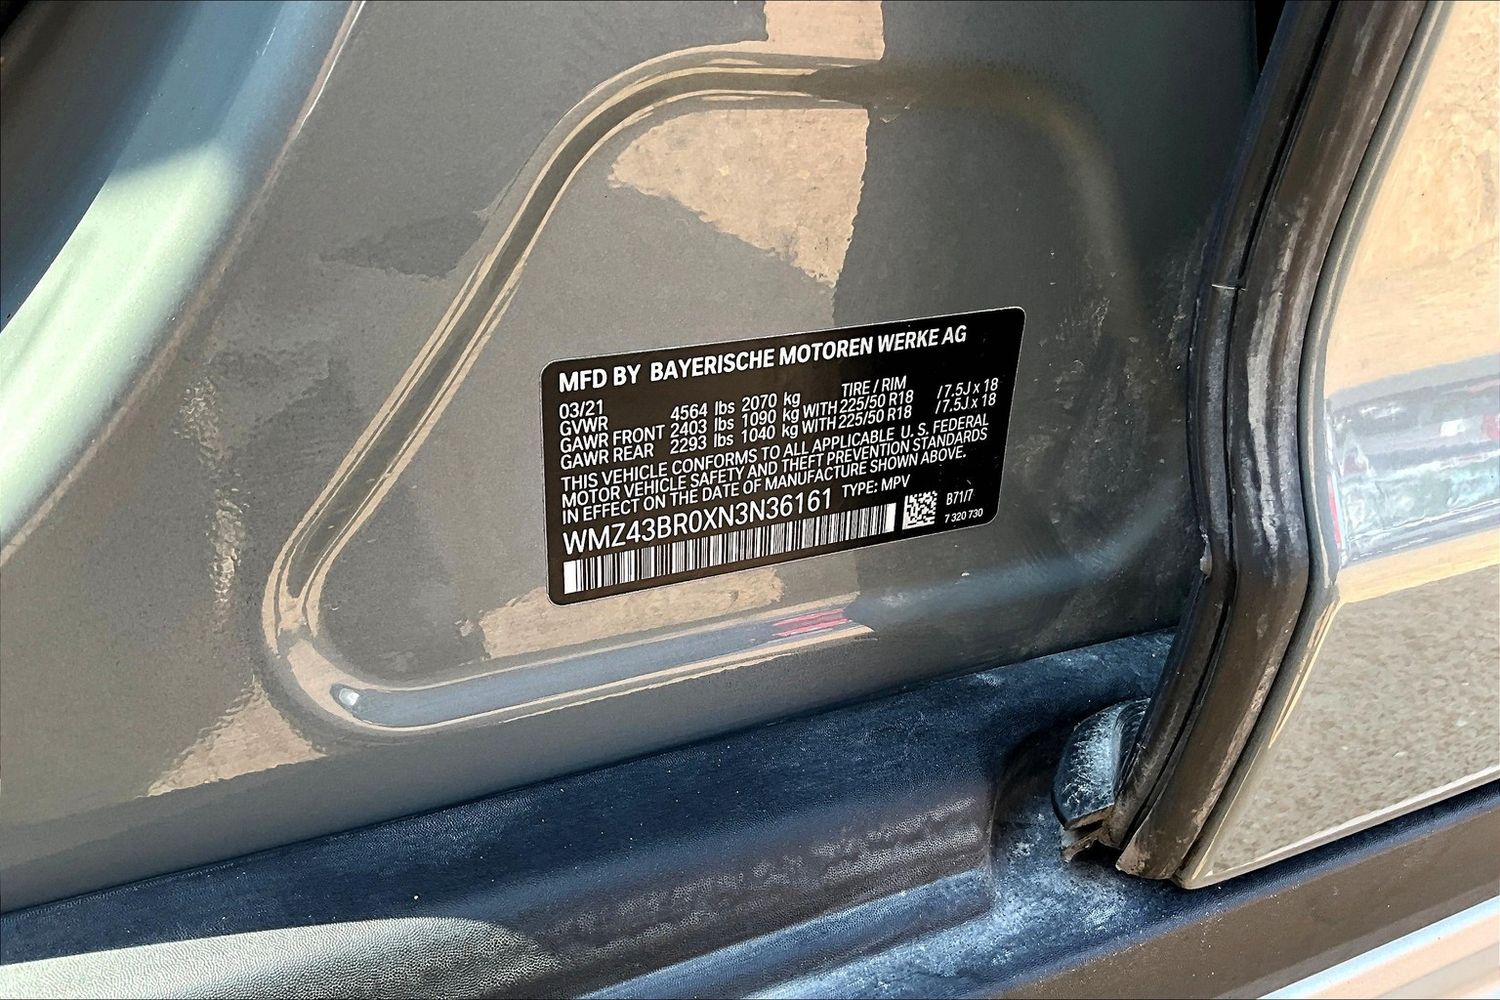 MFD BY BAYERISCHE MOTOREN WERKE AG
03/21 TIRE / RIM
GVWR 4564 lbs 2070 kg
GAWR FRONT 2403 lbs 1090 kg WITH 225/50 R18 / 7.5J x 18
GAWR REAR 2293 lbs 1040 kg WITH 225/50 R18 / 7.5J x 18
THIS VEHICLE CONFORMS TO ALL APPLICABLE U. S. FEDERAL
MOTOR VEHICLE SAFETY AND THEFT PREVENTION STANDARDS
IN EFFECT ON THE DATE OF MANUFACTURE SHOWN ABOVE.
WMZ43BR0XN3N36161 TYPE: MPV
B71/7
7 320 730